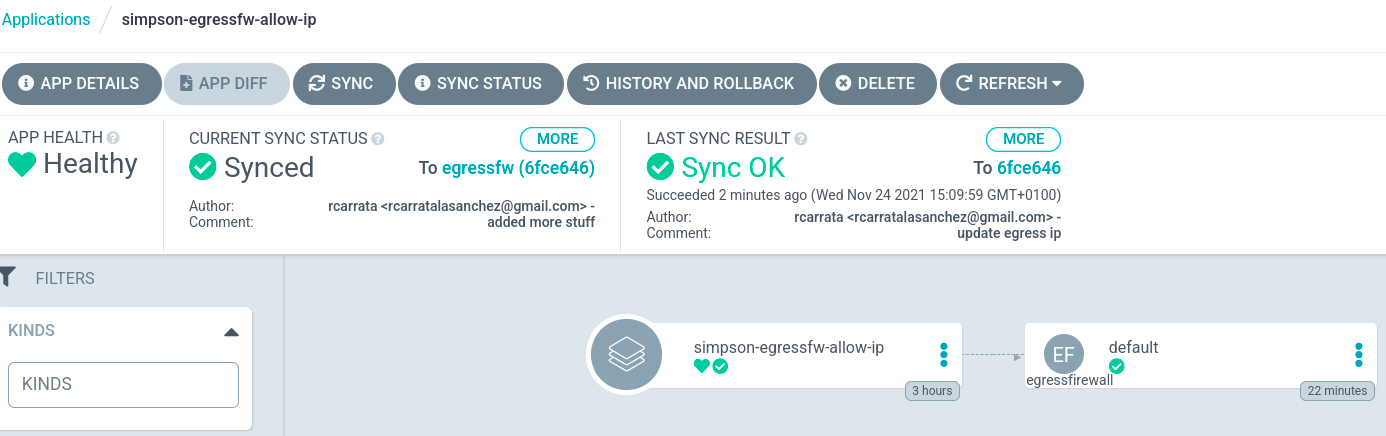 Applications / simpson-egressfw-allow-ip
APP DETAILS APP DIFF SYNC SYNC STATUS HISTORY AND ROLLBACK DELETE REFRESH
APP HEALTH
Healthy
CURRENT SYNC STATUS MORE
Synced To egressfw (6fce646)
Author: rcarrata <rcarratalasanchez@gmail.com> -
Comment: added more stuff
LAST SYNC RESULT MORE
Sync OK To 6fce646
Succeeded 2 minutes ago (Wed Nov 24 2021 15:09:59 GMT+0100)
Author: rcarrata <rcarratalasanchez@gmail.com> -
Comment: update egress ip
FILTERS
KINDS
KINDS
simpson-egressfw-allow-ip
3 hours
EF
default
egressfirewall
22 minutes